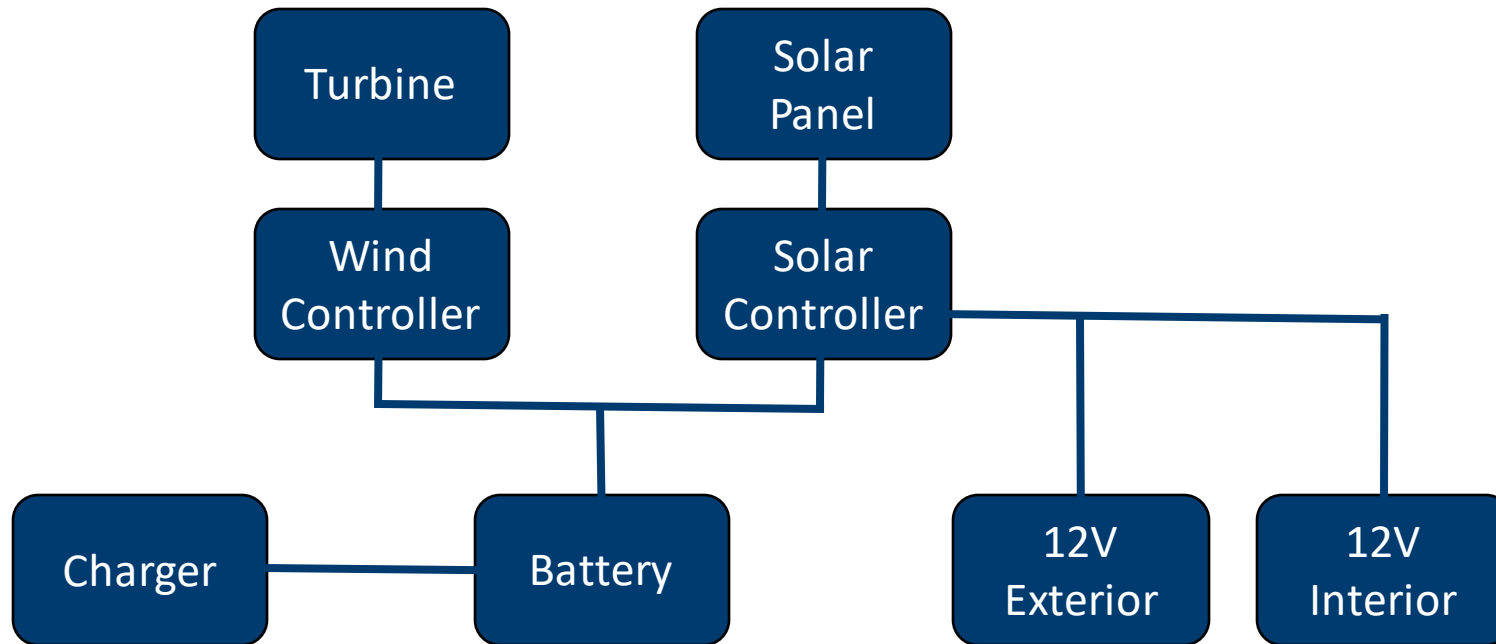 Turbine
Solar
Panel
Wind
Controller
Solar
Controller
Charger
Battery
12V
Exterior
12V
Interior